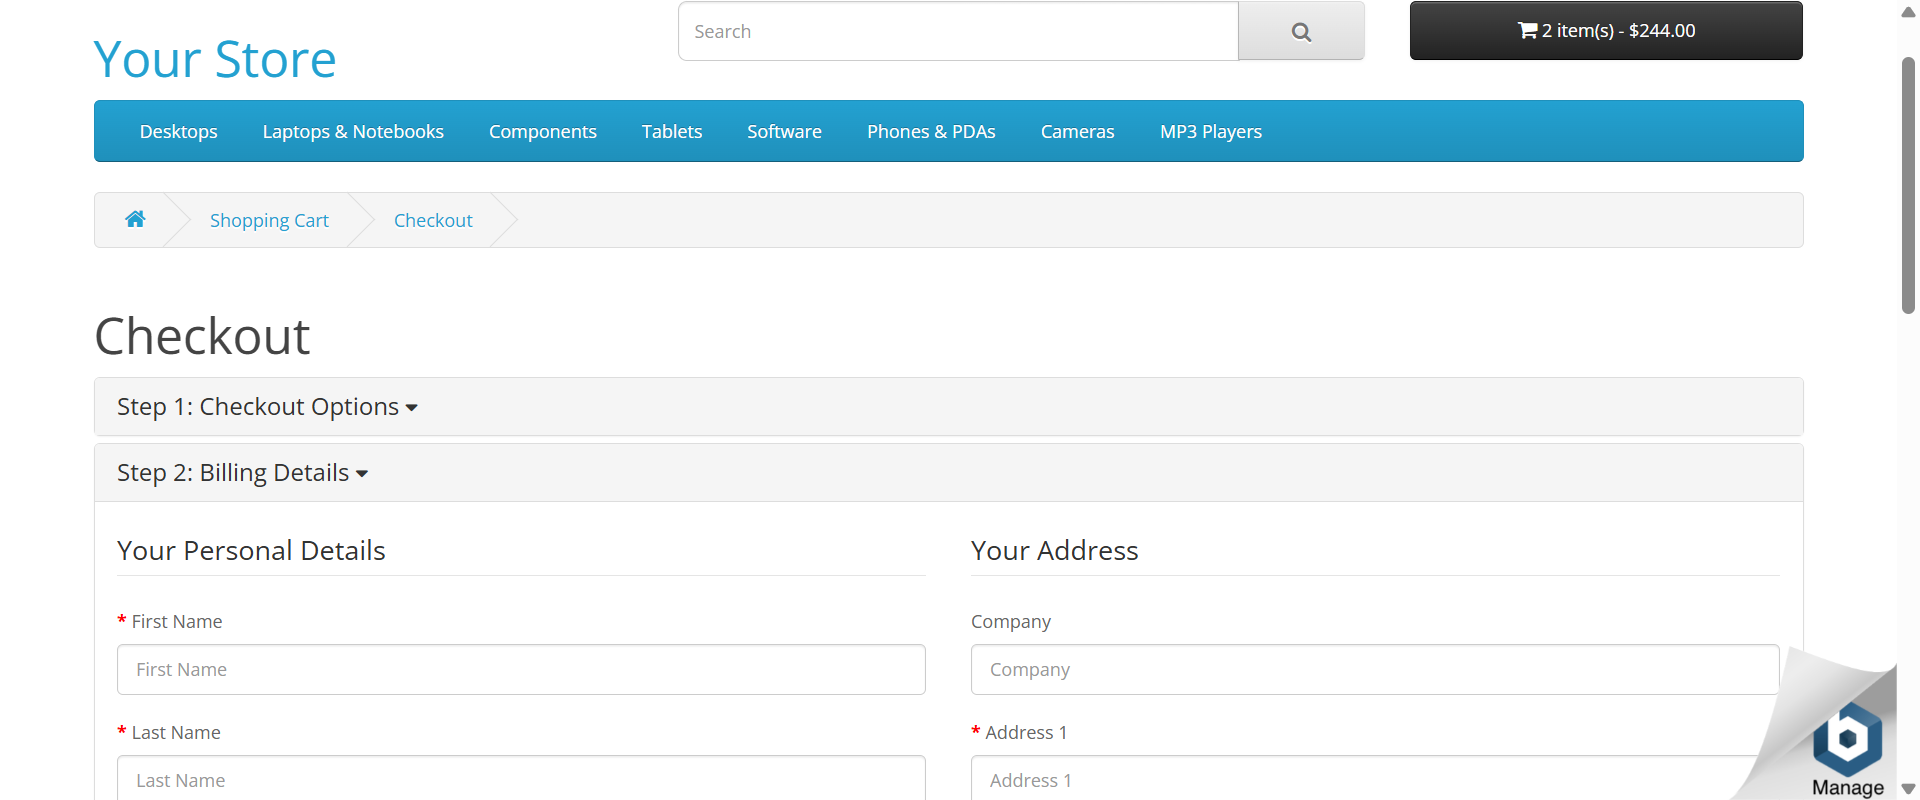 Your Store
Search
2 item(s) - $244.00
Desktops Laptops & Notebooks Components Tablets Software Phones & PDAs Cameras MP3 Players
Shopping Cart Checkout
Checkout
Step 1: Checkout Options
Step 2: Billing Details
Your Personal Details
* First Name
First Name
* Last Name
Last Name
Your Address
Company
Company
* Address 1
Address 1
b
Manage